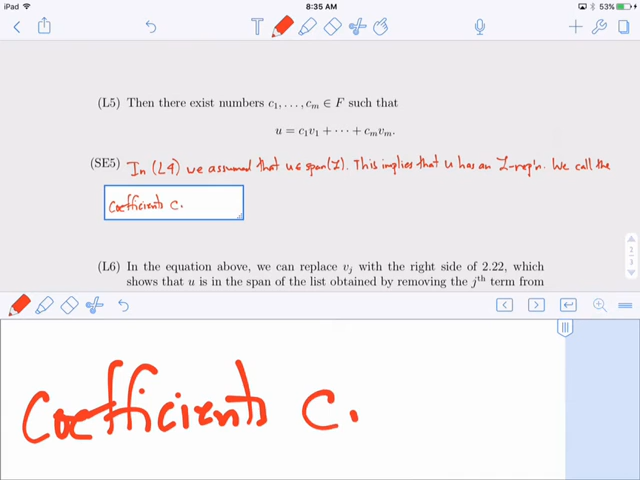 iPad 8:35 AM 53%
(L5) Then there exist numbers c₁, . . . , cₘ ∈ F such that
u = c₁v₁ + ··· + cₘvₘ.
(SE5) In (L4) we assumed that u∈span(L). This implies that u has an L-rep'n. We call the
Coefficients c.
2
3
(L6) In the equation above, we can replace vⱼ with the right side of 2.22, which
shows that u is in the span of the list obtained by removing the jᵗʰ term from
Coefficients c.